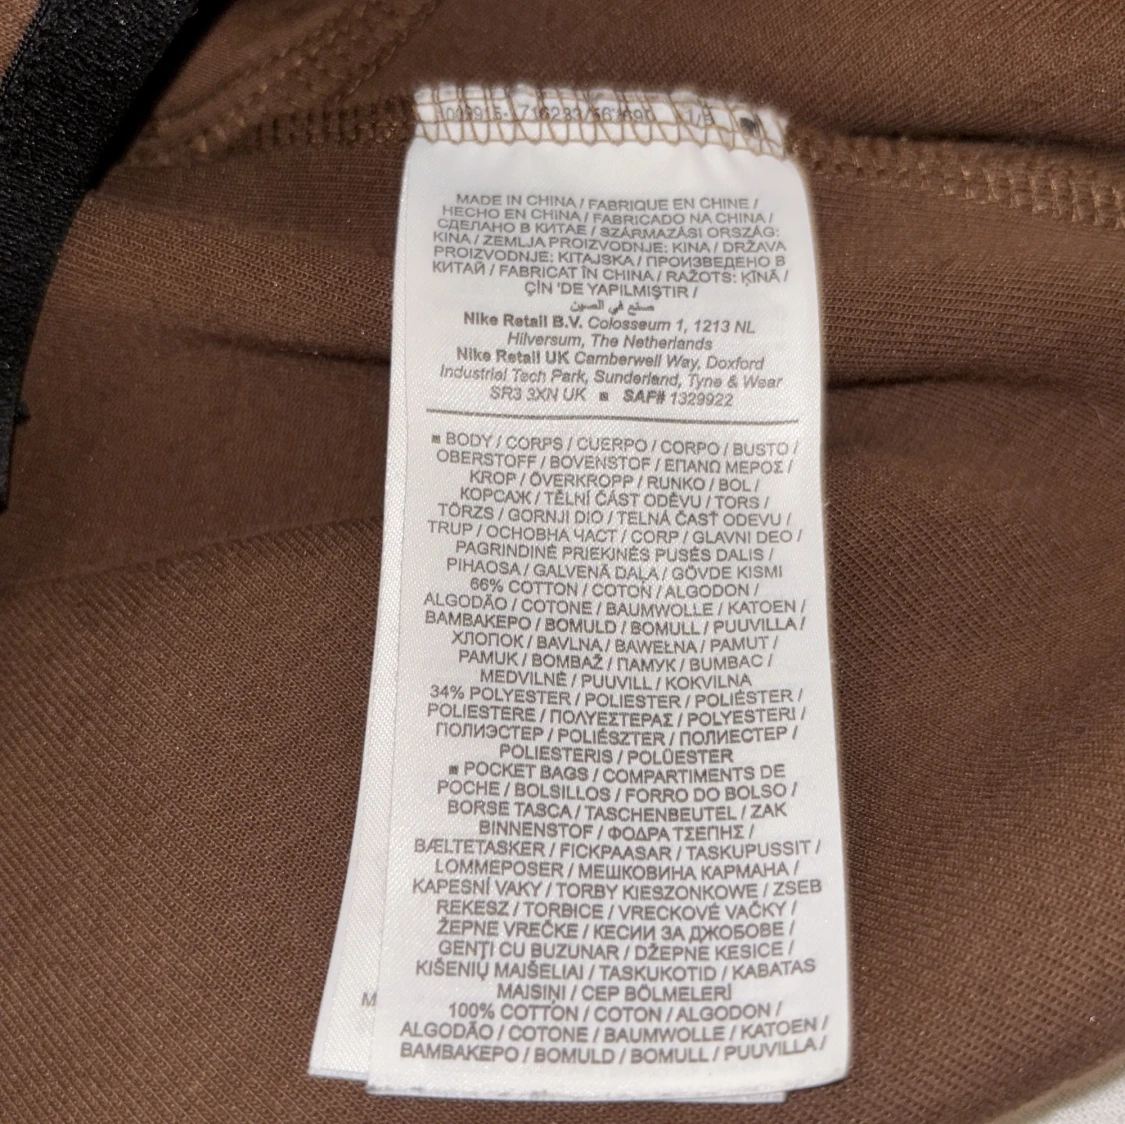 MADE IN CHINA / FABRIQUE EN CHINE /
HECHO EN CHINA / FABRICADO NA CHINA /
СДЕЛАНО В КИТАЕ / SZÁRMAZÁSI ORSZÁG:
KINA / ZEMLJA PROIZVODNJE: KINA / DRŽAVA
PROIZVODNJE: KITAJSKA / ПРОИЗВЕДЕНО В
КИТАЙ / FABRICAT ÎN CHINA / RAŽOTS: ĶĪNĀ /
ÇİN 'DE YAPILMIŞTIR /
صنع في الصين
Nike Retail B.V. Colosseum 1, 1213 NL
Hilversum, The Netherlands
Nike Retail UK Camberwell Way, Doxford
Industrial Tech Park, Sunderland, Tyne & Wear
SR3 3XN UK ■ SAF# 1329922
■ BODY / CORPS / CUERPO / CORPO / BUSTO /
OBERSTOFF / BOVENSTOF / ΕΠΑΝΩ ΜΕΡΟΣ /
KROP / ÖVERKROPP / RUNKO / BOL /
КОРСАЖ / TĚLNÍ ČÁST ODĚVU / TORS /
TÖRZS / GORNJI DIO / TELNÁ ČASŤ ODEVU /
TRUP / ОСНОВНА ЧАСТ / CORP / GLAVNI DEO /
PAGRINDINĖ PRIEKINĖS PUSĖS DALIS /
PIHAOSA / GALVENĀ DAĻA / GÖVDE KISMI
66% COTTON / COTON / ALGODON /
ALGODÃO / COTONE / BAUMWOLLE / KATOEN /
ΒΑΜΒΑΚΕΡΟ / BOMULD / BOMULL / PUUVILLA /
ХЛОПОК / BAVLNA / BAWEŁNA / PAMUT /
PAMUK / BOMBAŽ / ПАМУК / BUMBAC /
MEDVILNĖ / PUUVILL / KOKVILNA
34% POLYESTER / POLIESTER / POLIÉSTER /
POLIESTERE / ΠΟΛΥΕΣΤΕΡΑΣ / POLYESTERI /
ПОЛИЭСТЕР / POLIÉSZTER / ПОЛИЕСТЕР /
POLIESTERIS / POLÜESTER
■ POCKET BAGS / COMPARTIMENTS DE
POCHE / BOLSILLOS / FORRO DO BOLSO /
BORSE TASCA / TASCHENBEUTEL / ZAK
BINNENSTOF / ΦΟΔΡΑ ΤΣΕΠΗΣ /
BÆLTETASKER / FICKPAASAR / TASKUPUSSIT /
LOMMEPOSER / МЕШКОВИНА КАРМАНА /
KAPESNÍ VAKY / TORBY KIESZONKOWE / ZSEB
REKESZ / TORBICE / VRECKOVÉ VAČKY /
ŽEPNE VREČKE / КЕСИИ ЗА ДЖОБОВЕ /
GENŢI CU BUZUNAR / DŽEPNE KESICE /
KIŠENIŲ MAIŠELIAI / TASKUKOTID / KABATAS
MAISIŅI / CEP BÖLMELERİ
100% COTTON / COTON / ALGODON /
ALGODÃO / COTONE / BAUMWOLLE / KATOEN /
ΒΑΜΒΑΚΕΡΟ / BOMULD / BOMULL / PUUVILLA /